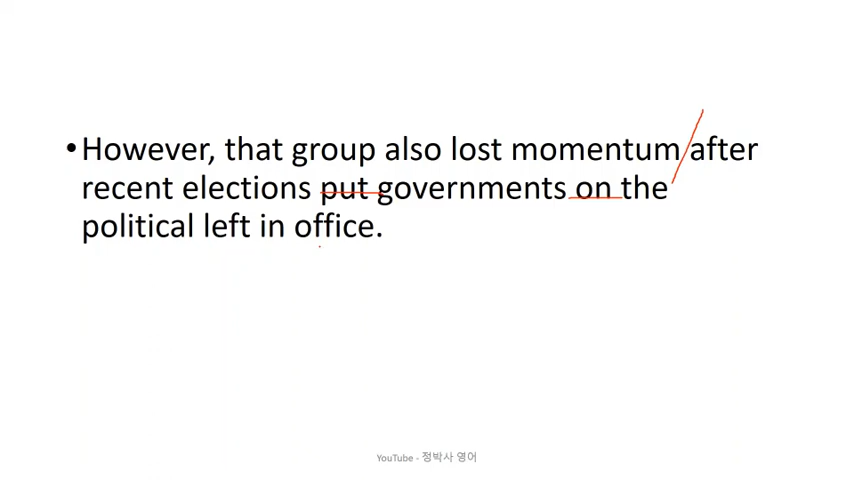 •However, that group also lost momentum after
recent elections put governments on the
political left in office.
YouTube - 정박사 영어